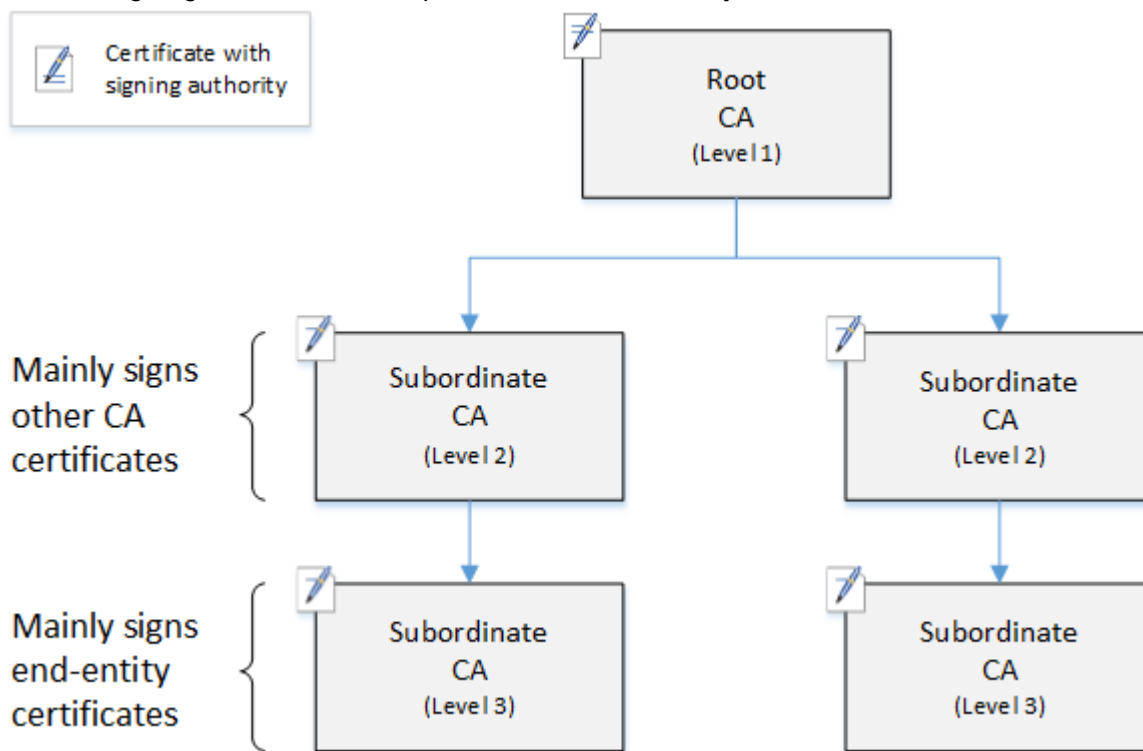 Certificate with
signing authority
Root
CA
(Level 1)
Mainly signs
other CA
certificates
Subordinate
CA
(Level 2)
Subordinate
CA
(Level 2)
Mainly signs
end-entity
certificates
Subordinate
CA
(Level 3)
Subordinate
CA
(Level 3)